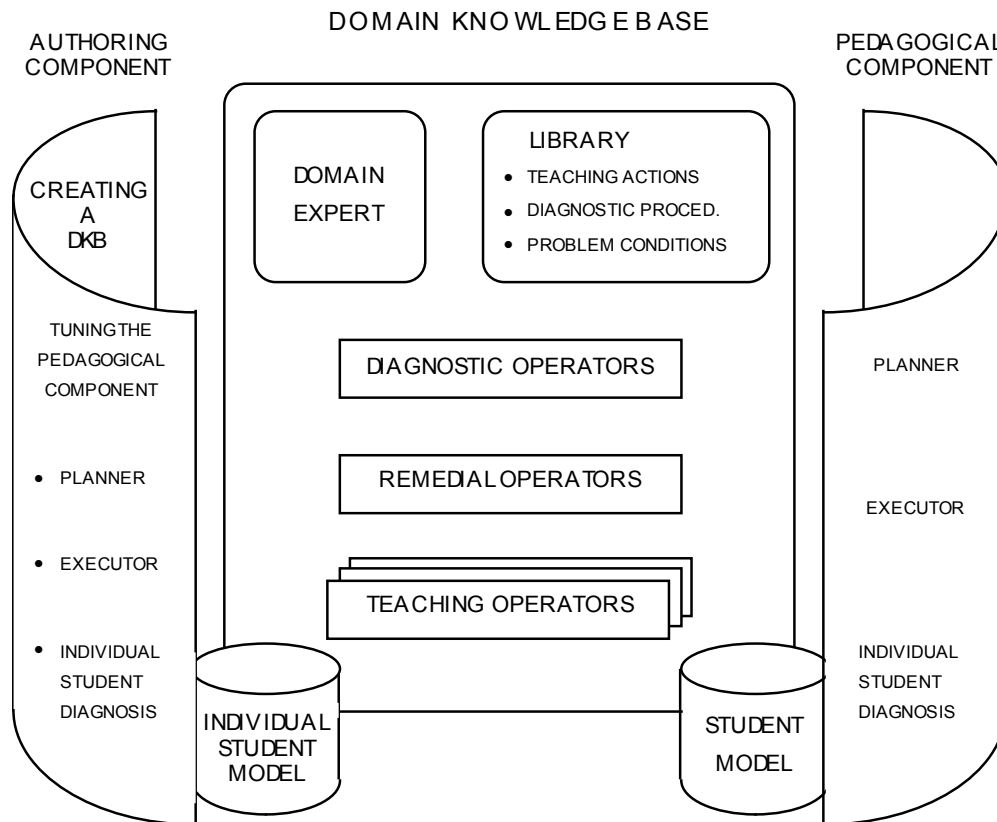 DOMAIN KNOWLEDGE BASE
AUTHORING
COMPONENT
PEDAGOGICAL
COMPONENT
CREATING
A
DKB
DOMAIN
EXPERT
LIBRARY
• TEACHING ACTIONS
• DIAGNOSTIC PROCED.
• PROBLEM CONDITIONS
TUNING THE
PEDAGOGICAL
COMPONENT
• PLANNER
• EXECUTOR
• INDIVIDUAL
STUDENT
DIAGNOSIS
DIAGNOSTIC OPERATORS
REMEDIAL OPERATORS
TEACHING OPERATORS
INDIVIDUAL
STUDENT
MODEL
STUDENT
MODEL
PLANNER
EXECUTOR
INDIVIDUAL
STUDENT
DIAGNOSIS